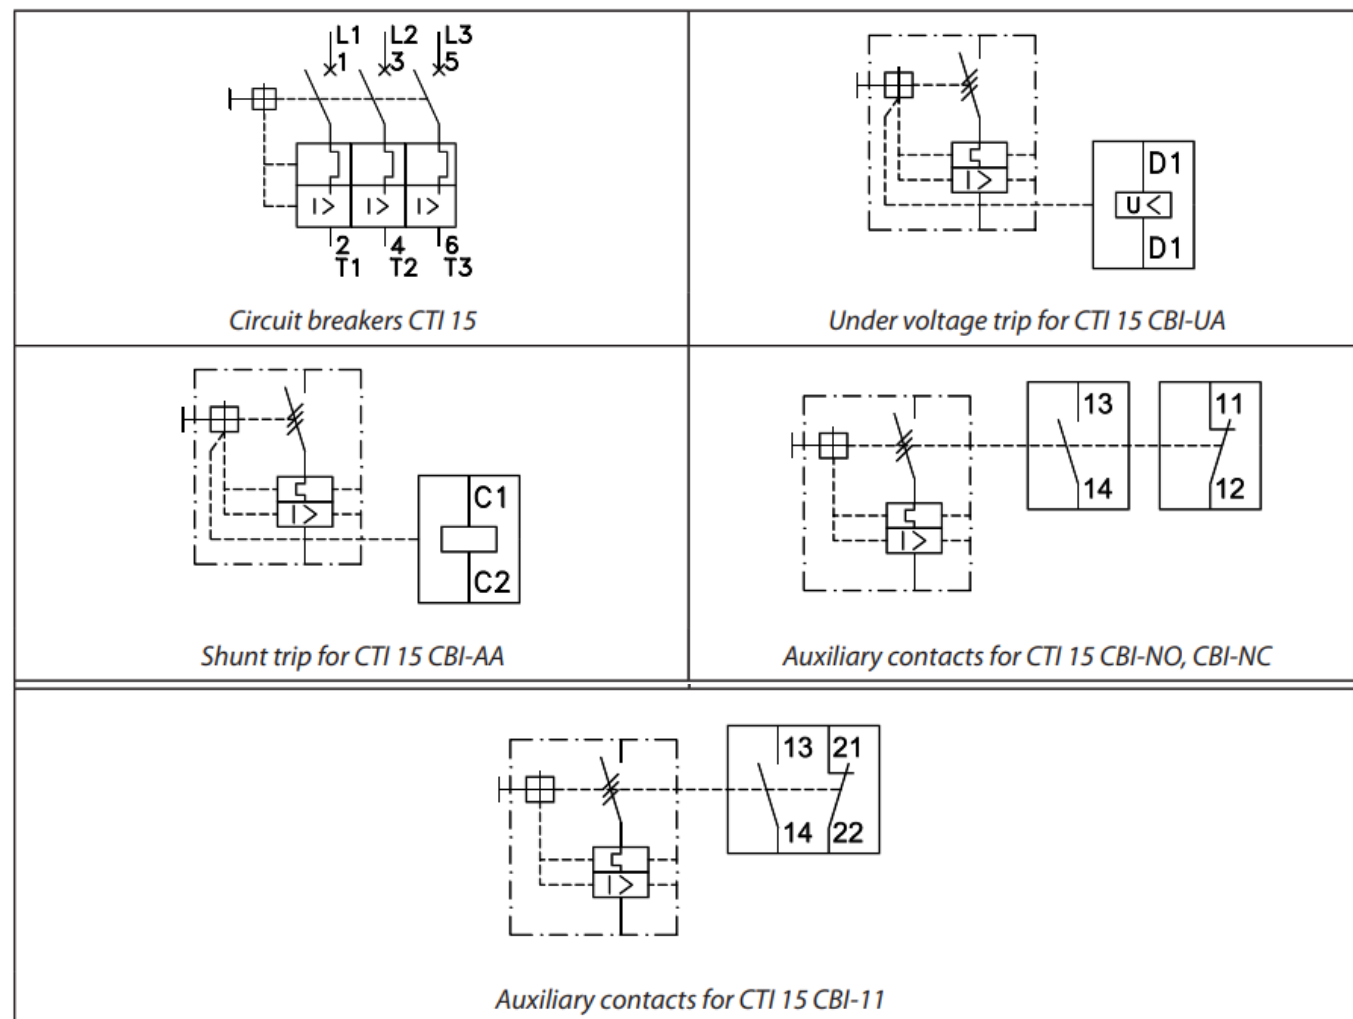 L1 L2 L3
1 3 5
I> I> I>
2 4 6
T1 T2 T3
Circuit breakers CTI 15
I>
D1
U<
D1
Under voltage trip for CTI 15 CBI-UA
I>
C1
C2
Shunt trip for CTI 15 CBI-AA
I>
13 11
14 12
Auxiliary contacts for CTI 15 CBI-NO, CBI-NC
I>
13 21
14 22
Auxiliary contacts for CTI 15 CBI-11